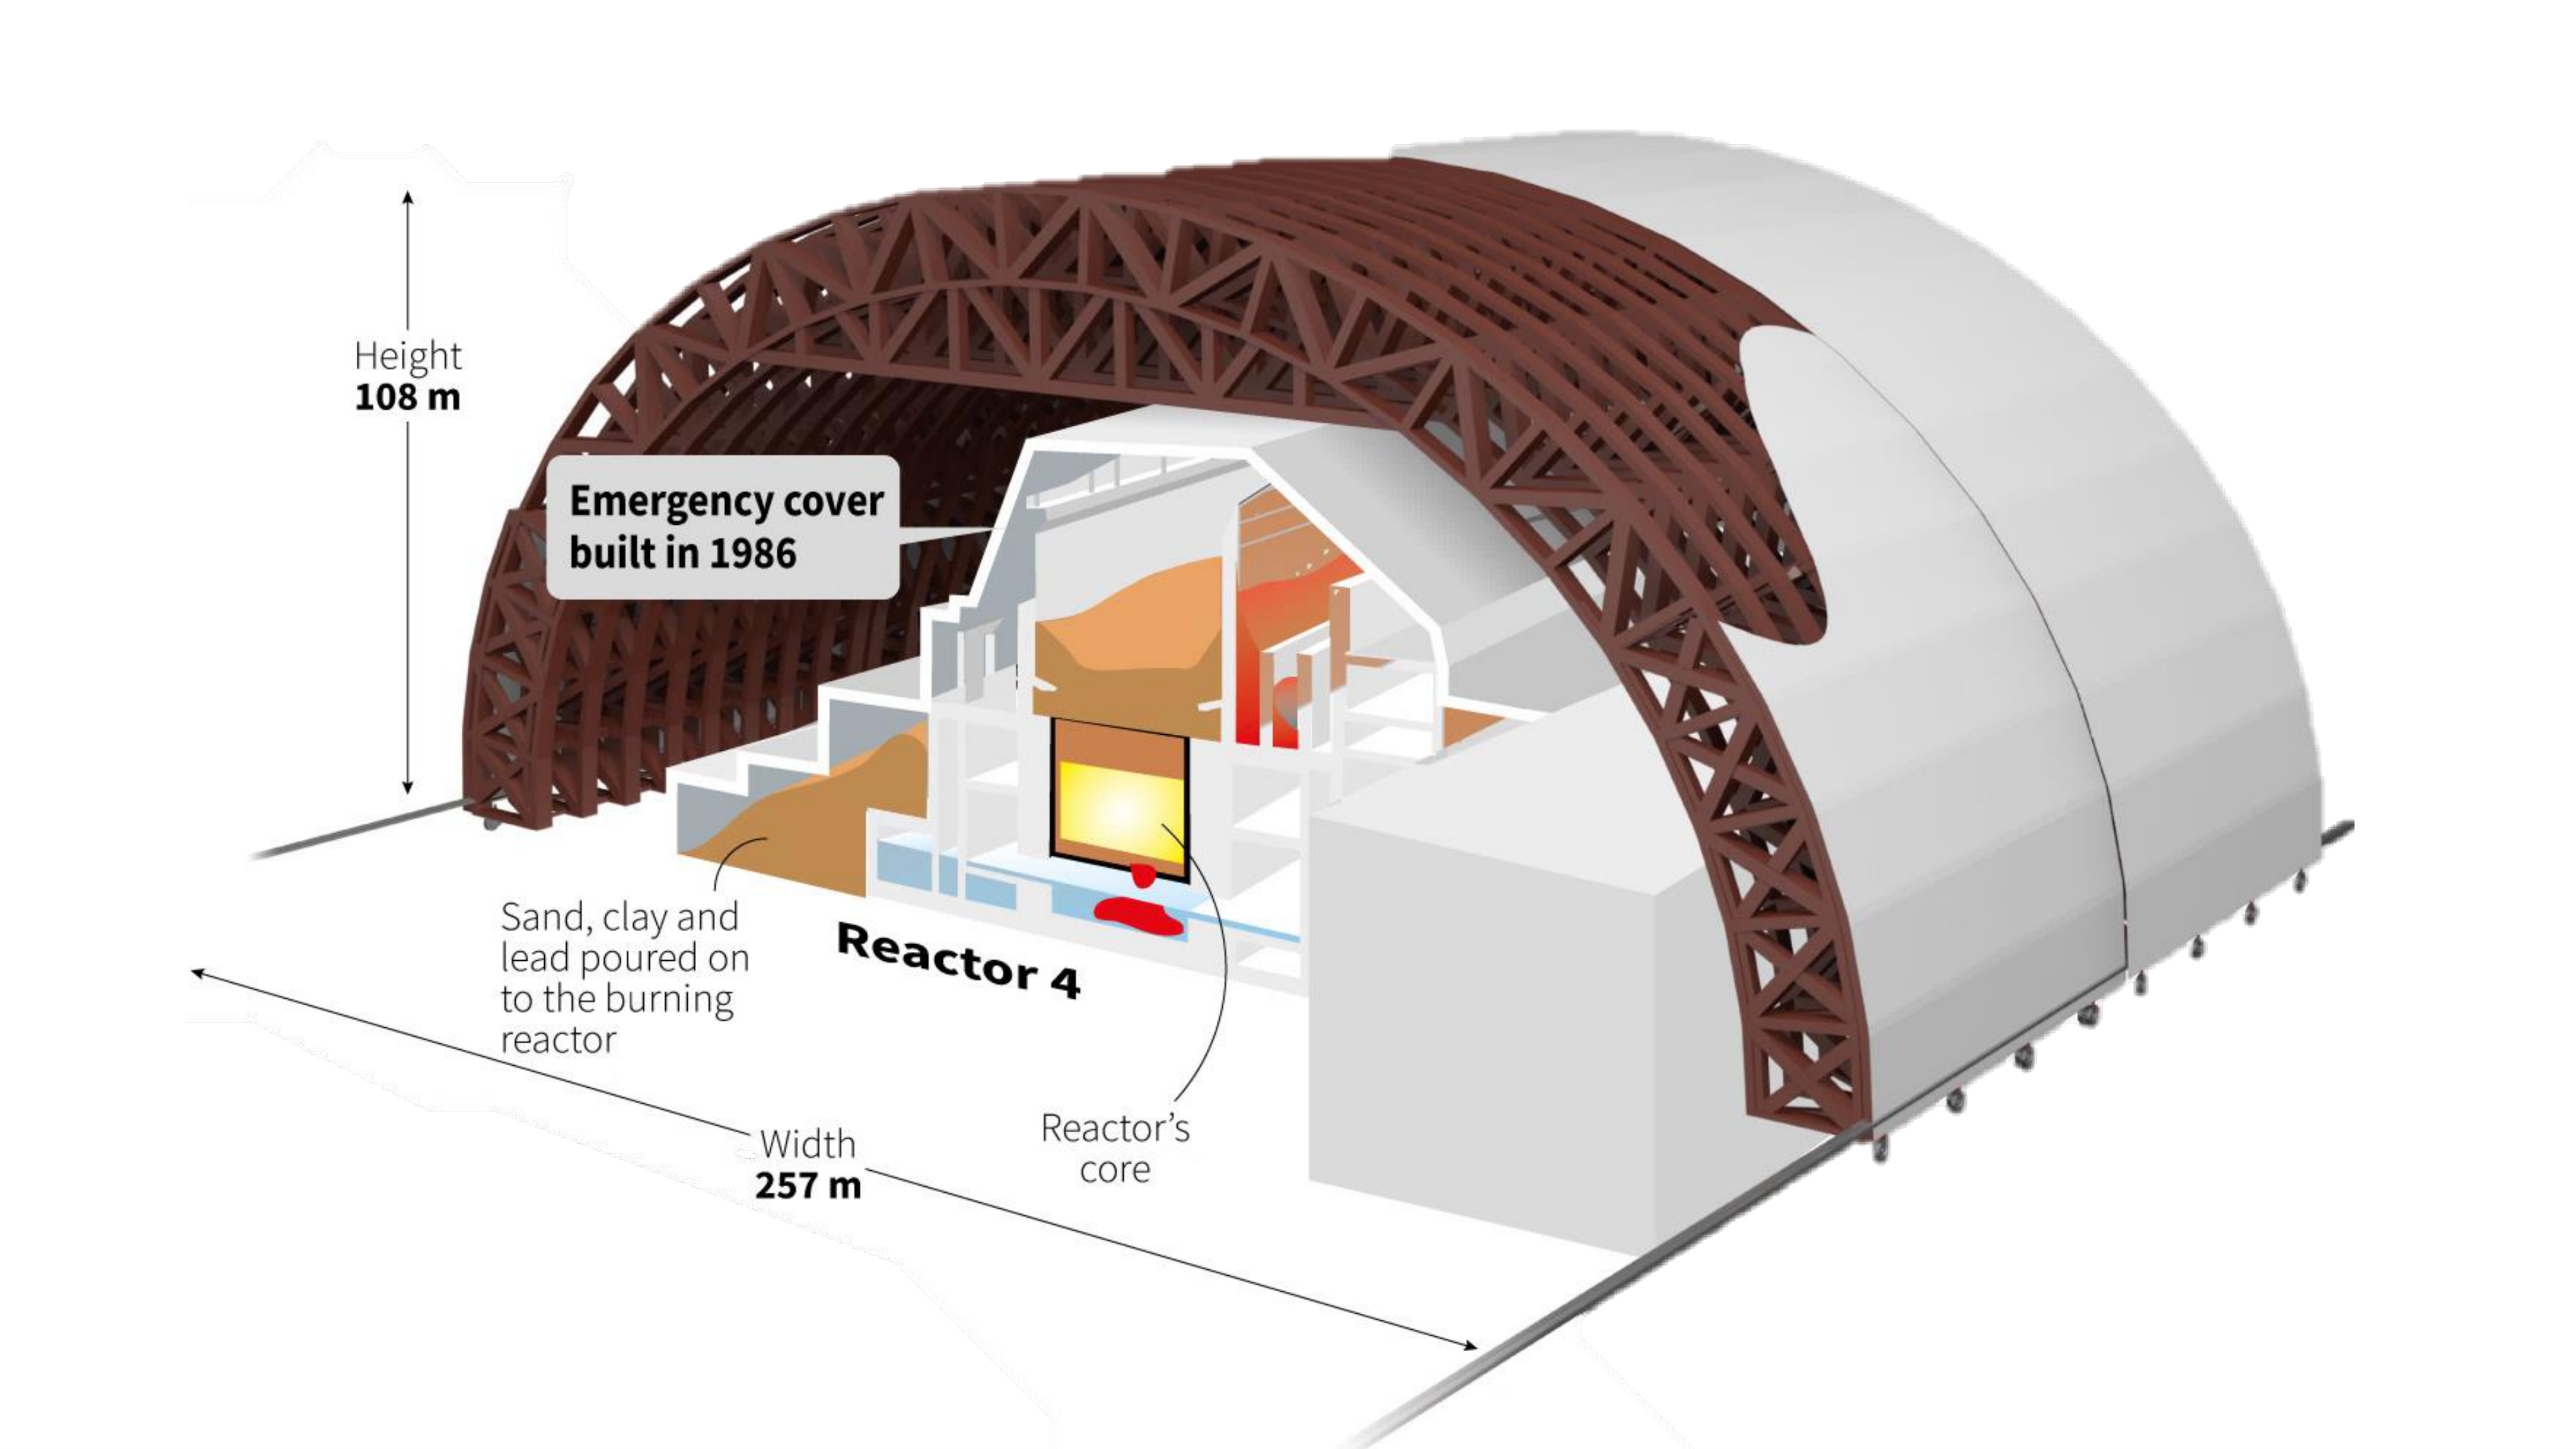 Height
108 m
Emergency cover
built in 1986
Sand, clay and
lead poured on
to the burning
reactor
Reactor 4
Reactor's
core
Width
257 m